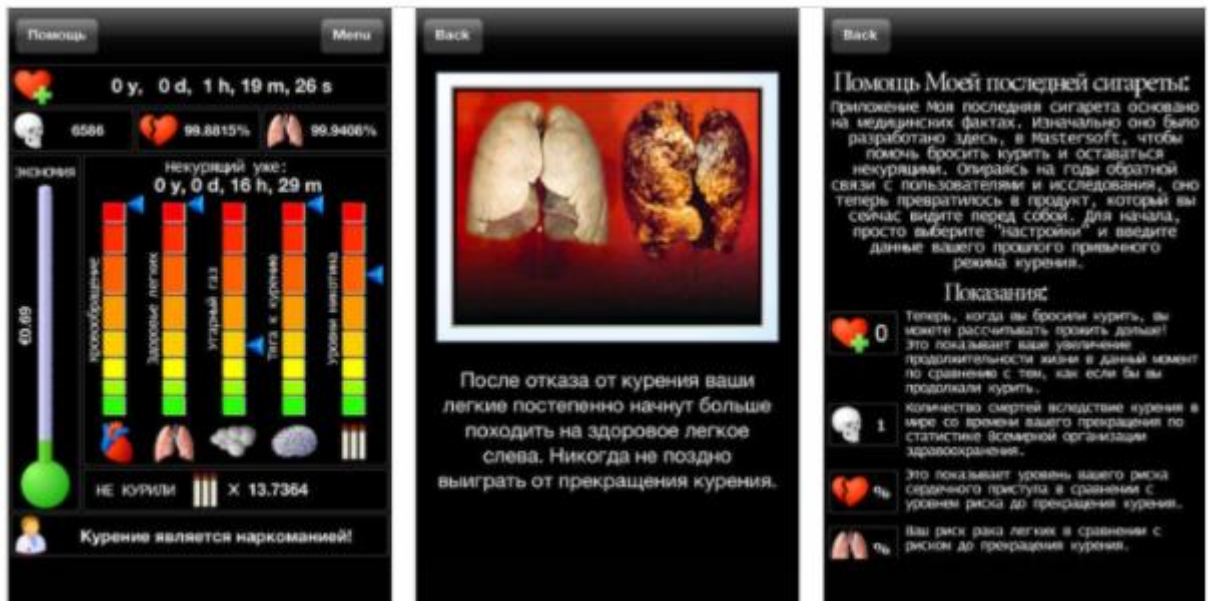 Помощь
Menu
0 y, 0 d, 1 h, 19 m, 26 s
6586
99.8815%
99.9408%
экономия
€0.69
Некурящий уже:
0 y, 0 d, 16 h, 29 m
Кровообращение
Здоровье легких
Угарный газ
Тяга к курению
Уровни никотина
НЕ КУРИЛИ
X 13.7364
Курение является наркоманией!
Back
После отказа от курения ваши
легкие постепенно начнут больше
походить на здоровое легкое
слева. Никогда не поздно
выиграть от прекращения курения.
Back
Помощь Моей последней сигареты:
Приложение Моя последняя сигарета основано
на медицинских фактах. Изначально оно было
разработано здесь, в Mastersoft, чтобы
помочь бросить курить и оставаться
некурящими. Опираясь на годы обратной
связи с пользователями и исследования, оно
теперь превратилось в продукт, который вы
сейчас видите перед собой. Для начала,
просто выберите "настройки" и введите
данные вашего прошлого привычного
режима курения.
Показания:
0
Теперь, когда вы бросили курить, вы
можете рассчитывать прожить дольше!
Это показывает ваше увеличение
продолжительности жизни в данный момент
по сравнению с тем, как если бы вы
продолжали курить.
1
Количество смертей вследствие курения в
мире со времени вашего прекращения по
статистике Всемирной организации
здравоохранения.
%
Это показывает уровень вашего риска
сердечного приступа в сравнении с
уровнем риска до прекращения курения.
%
Ваш риск рака легких в сравнении с
риском до прекращения курения.